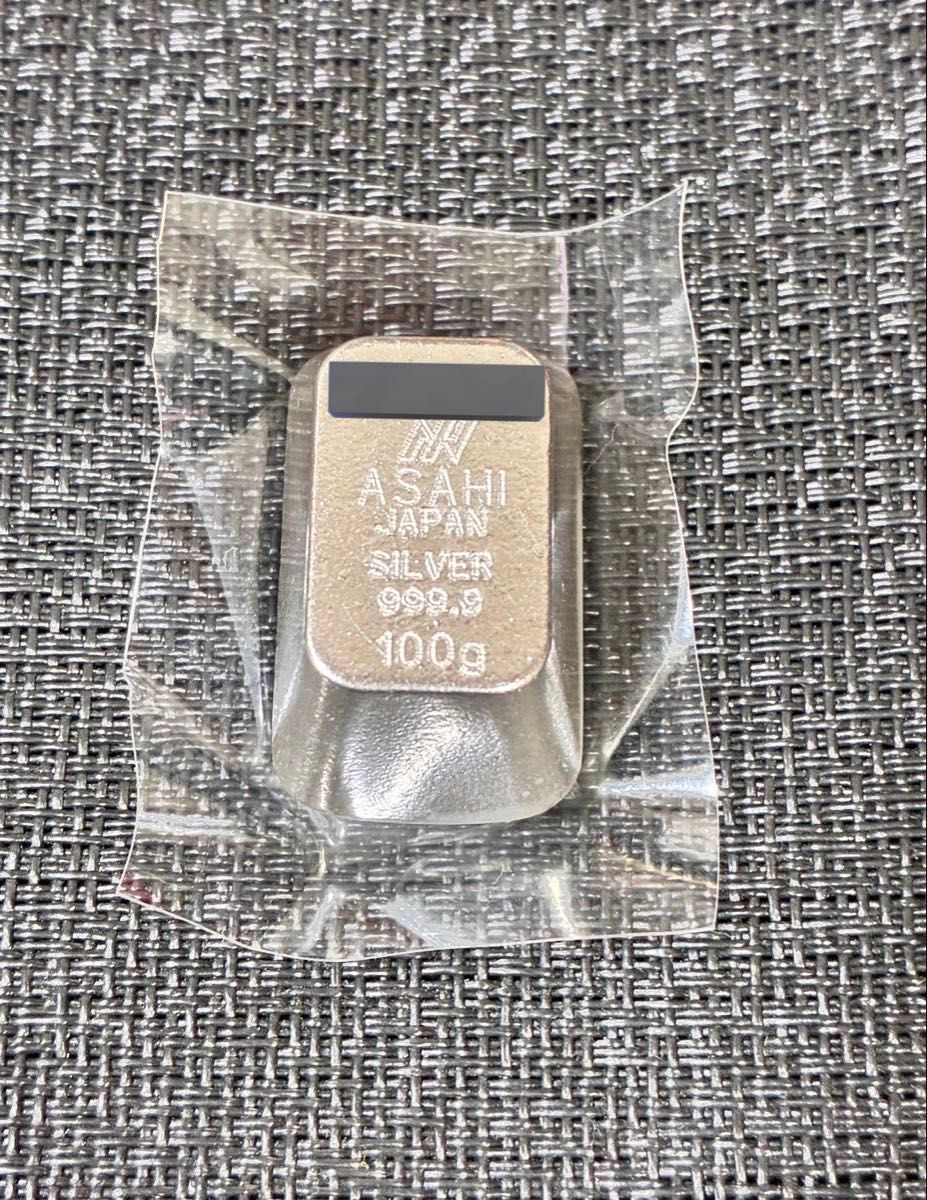 ASAHI
JAPAN
SILVER
999.9
100g